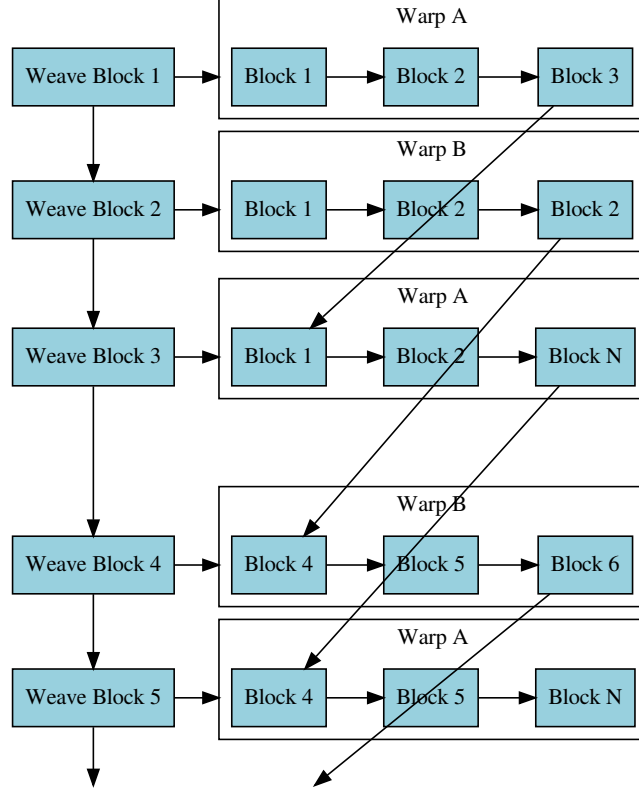 Warp A
Weave Block 1
Block 1
Block 2
Block 3
Warp B
Weave Block 2
Block 1
Block 2
Block 2
Warp A
Weave Block 3
Block 1
Block 2
Block N
Warp B
Weave Block 4
Block 4
Block 5
Block 6
Warp A
Weave Block 5
Block 4
Block 5
Block N